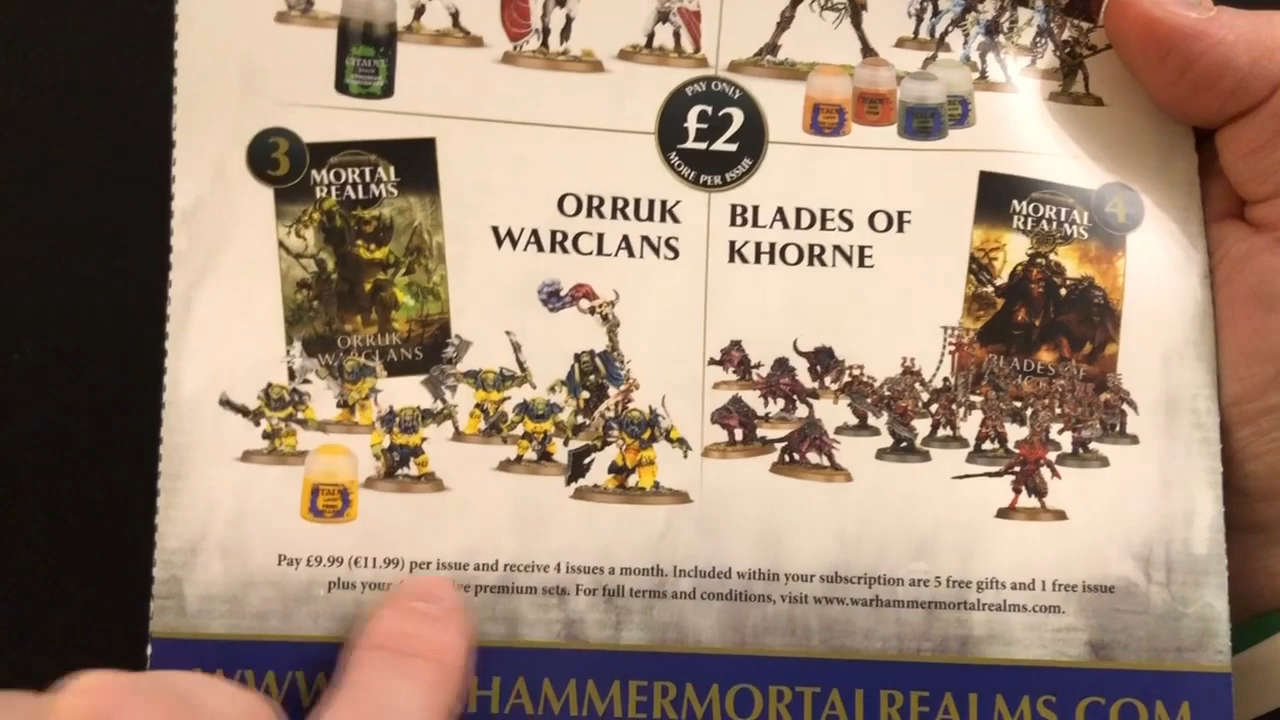 CITADEL
PAY ONLY
£2
MORE PER ISSUE
3
MORTAL
REALMS
ORRUK
WARCLANS
ORRUK
WARCLANS
BLADES OF
KHORNE
4
MORTAL
REALMS
BLADES OF
Pay £9.99 (€11.99) per issue and receive 4 issues a month. Included within your subscription are 5 free gifts and 1 free issue
plus your premium sets. For full terms and conditions, visit www.warhammermortalrealms.com.
WWW. HAMMERMORTALREALMS.COM